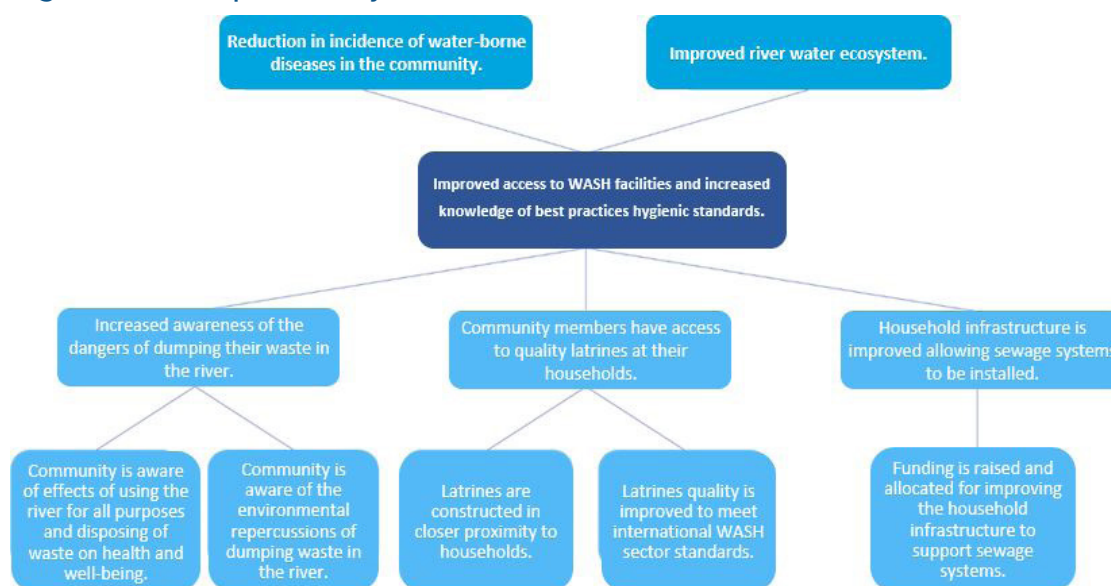 Reduction in incidence of water-borne
diseases in the community.
Improved river water ecosystem.
Improved access to WASH facilities and increased
knowledge of best practices hygienic standards.
Increased awareness of the
dangers of dumping their waste in
the river.
Community members have access
to quality latrines at their
households.
Household infrastructure is
improved allowing sewage systems
to be installed.
Community is aware
of effects of using the
river for all purposes
and disposing of
waste on health and
well-being.
Community is
aware of the
environmental
repercussions of
dumping waste in
the river.
Latrines are
constructed in
closer proximity to
households.
Latrines quality is
improved to meet
international WASH
sector standards.
Funding is raised and
allocated for improving
the household
infrastructure to
support sewage
systems.